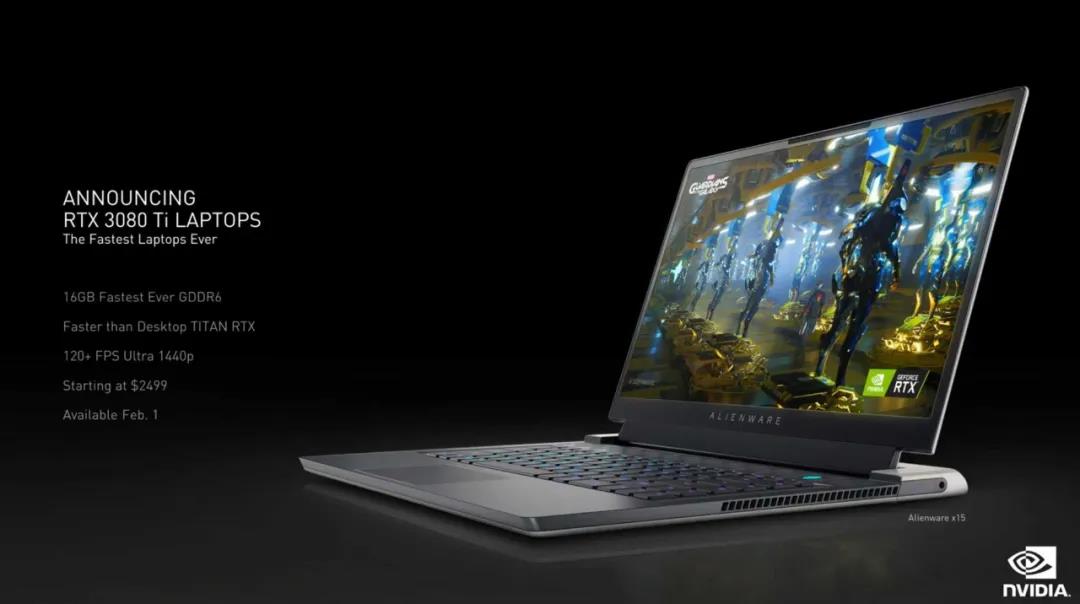 ANNOUNCING
RTX 3080 Ti LAPTOPS
The Fastest Laptops Ever
16GB Fastest Ever GDDR6
Faster than Desktop TITAN RTX
120+ FPS Ultra 1440p
Starting at $2499
Available Feb. 1
MARVEL
GUARDIANS
OF THE GALAXY
NVIDIA
GEFORCE
RTX
ALIENWARE
Alienware x15
NVIDIA.